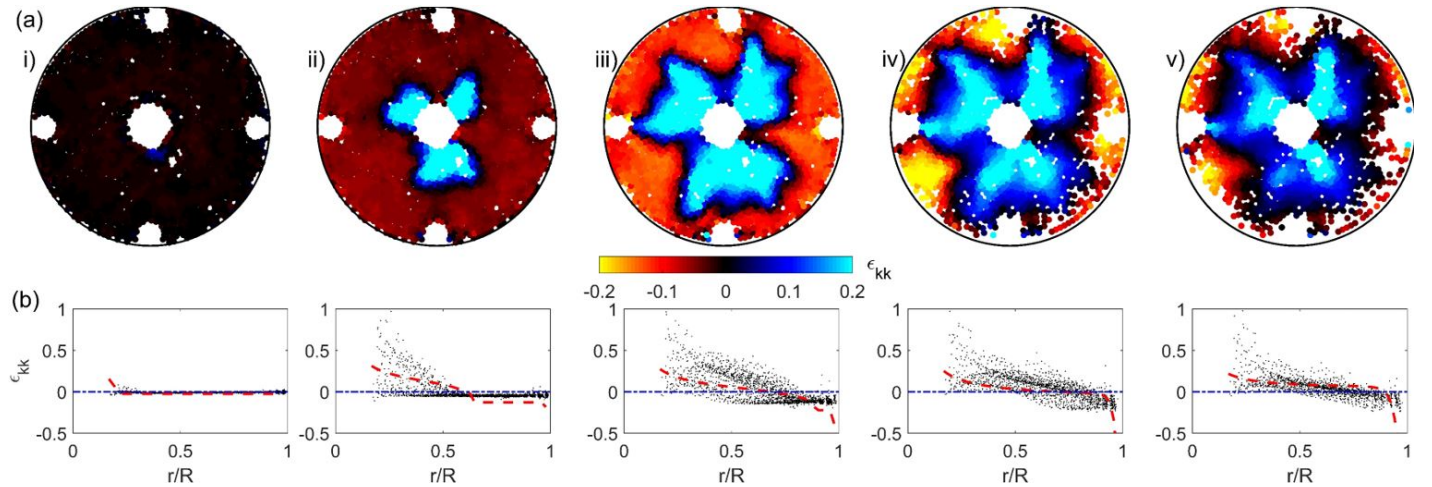 (a)
i)
ii)
iii)
iv)
v)
ϵkk
-0.2 -0.1 0 0.1 0.2
(b)
1 1 1 1 1
0.5 0.5 0.5 0.5 0.5
ϵkk
0 0 0 0 0
-0.5 -0.5 -0.5 -0.5 -0.5
0 0.5 1 0 0.5 1 0 0.5 1 0 0.5 1 0 0.5 1
r/R r/R r/R r/R r/R